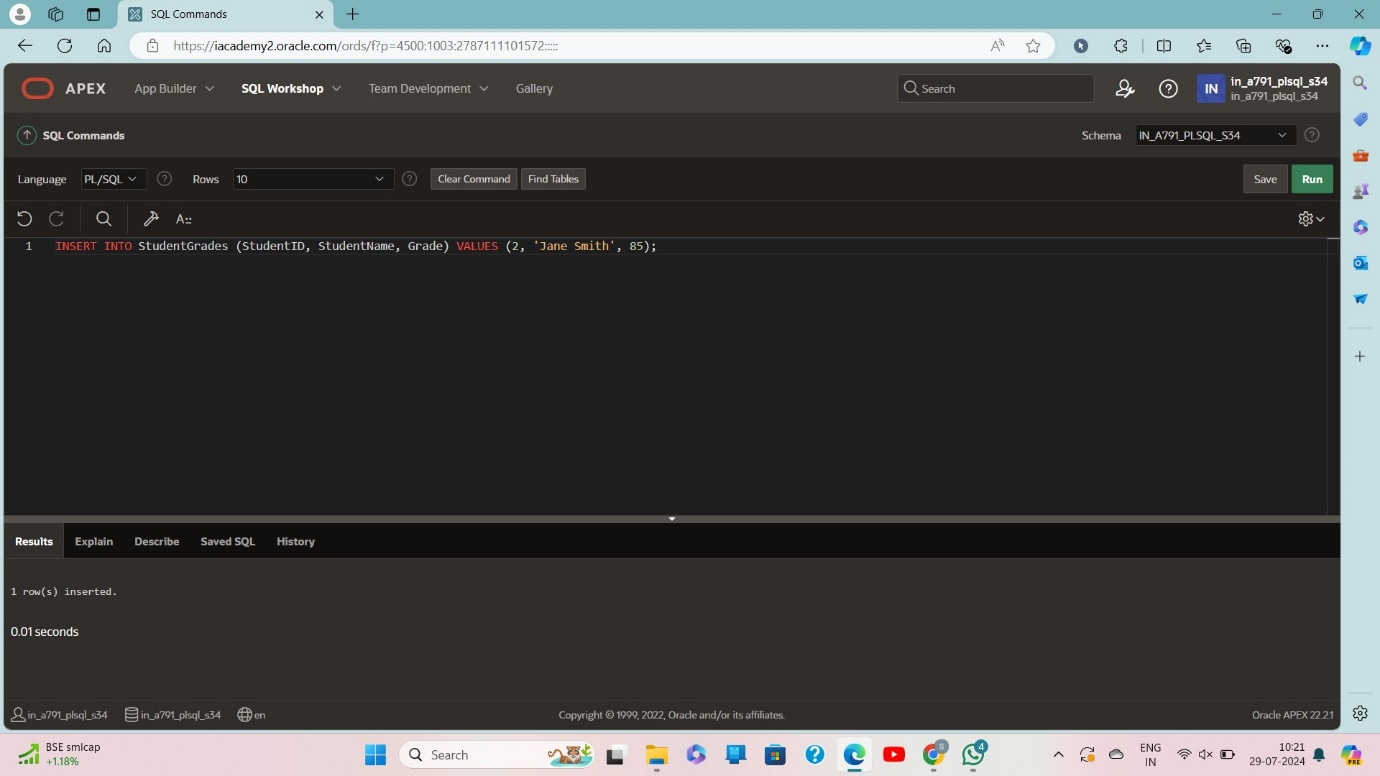 SQL Commands
https://iacademy2.oracle.com/ords/f?p=4500:1003:2787111101572:::::
APEX App Builder SQL Workshop Team Development Gallery Search IN in_a791_plsql_s34
in_a791_plsql_s34
SQL Commands Schema IN_A791_PLSQL_S34
Language PL/SQL Rows 10 Clear Command Find Tables Save Run
1 INSERT INTO StudentGrades (StudentID, StudentName, Grade) VALUES (2, 'Jane Smith', 85);
Results Explain Describe Saved SQL History
1 row(s) inserted.
0.01 seconds
in_a791_plsql_s34 in_a791_plsql_s34 en Copyright © 1999, 2022, Oracle and/or its affiliates. Oracle APEX 22.2.1
BSE smlcap
+1.18%
Search
S
4
ENG
IN
10:21
29-07-2024
PRE